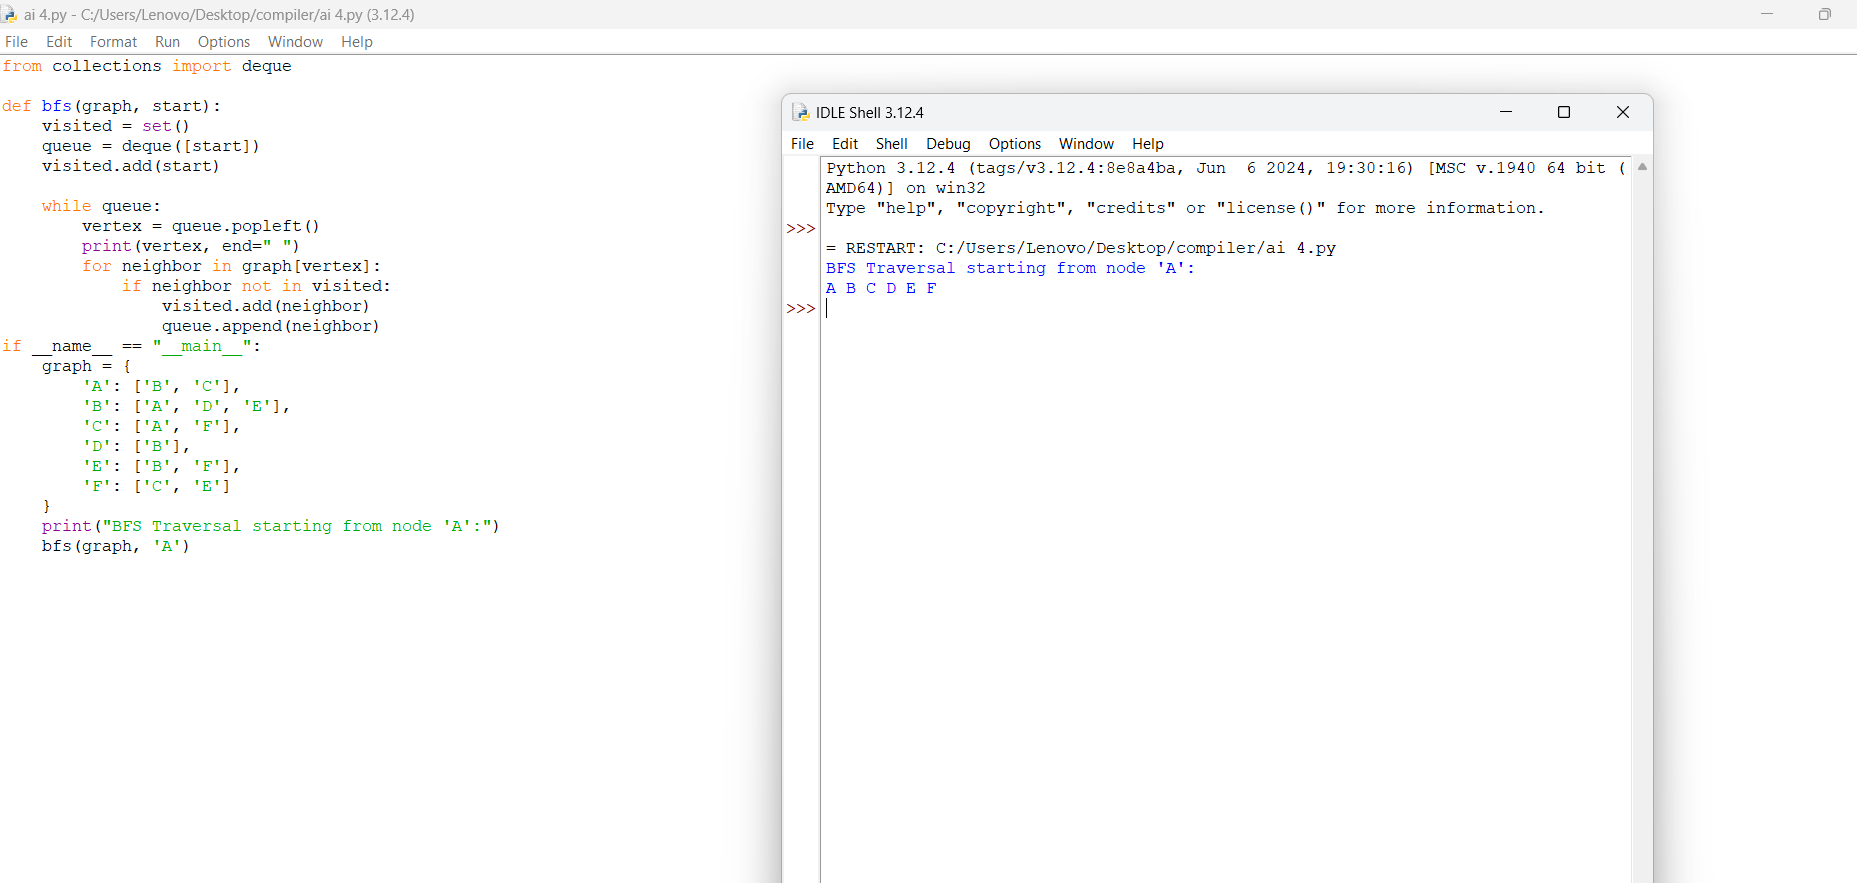 ai 4.py - C:/Users/Lenovo/Desktop/compiler/ai 4.py (3.12.4)
File Edit Format Run Options Window Help
from collections import deque

def bfs(graph, start):
    visited = set()
    queue = deque([start])
    visited.add(start)

    while queue:
        vertex = queue.popleft()
        print(vertex, end=" ")
        for neighbor in graph[vertex]:
            if neighbor not in visited:
                visited.add(neighbor)
                queue.append(neighbor)
if __name__ == "__main__":
    graph = {
        'A': ['B', 'C'],
        'B': ['A', 'D', 'E'],
        'C': ['A', 'F'],
        'D': ['B'],
        'E': ['B', 'F'],
        'F': ['C', 'E']
    }
    print("BFS Traversal starting from node 'A':")
    bfs(graph, 'A')
IDLE Shell 3.12.4
File Edit Shell Debug Options Window Help
Python 3.12.4 (tags/v3.12.4:8e8a4ba, Jun  6 2024, 19:30:16) [MSC v.1940 64 bit (
AMD64)] on win32
Type "help", "copyright", "credits" or "license()" for more information.
>>>
= RESTART: C:/Users/Lenovo/Desktop/compiler/ai 4.py
BFS Traversal starting from node 'A':
A B C D E F
>>>